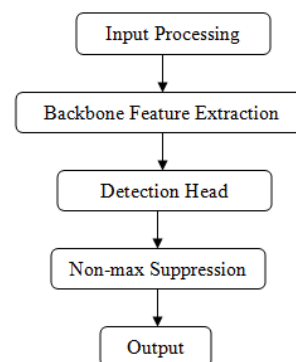 Input Processing
Backbone Feature Extraction
Detection Head
Non-max Suppression
Output